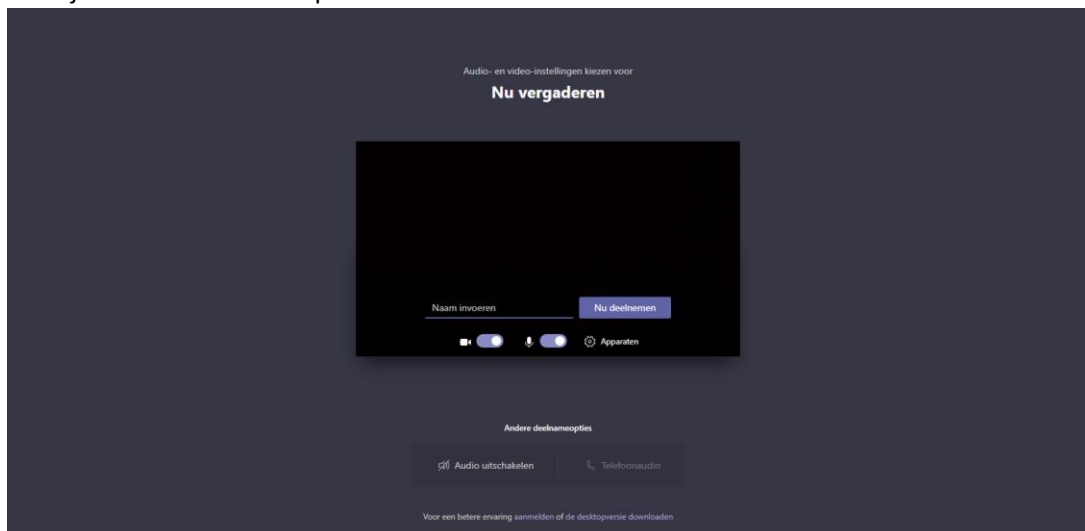 Audio- en video-instellingen kiezen voor
Nu vergaderen
Naam invoeren
Nu deelnemen
Apparaten
Andere deelnameopties
Audio uitschakelen
Telefoonaudio
Voor een betere ervaring aanmelden of de desktopversie downloaden